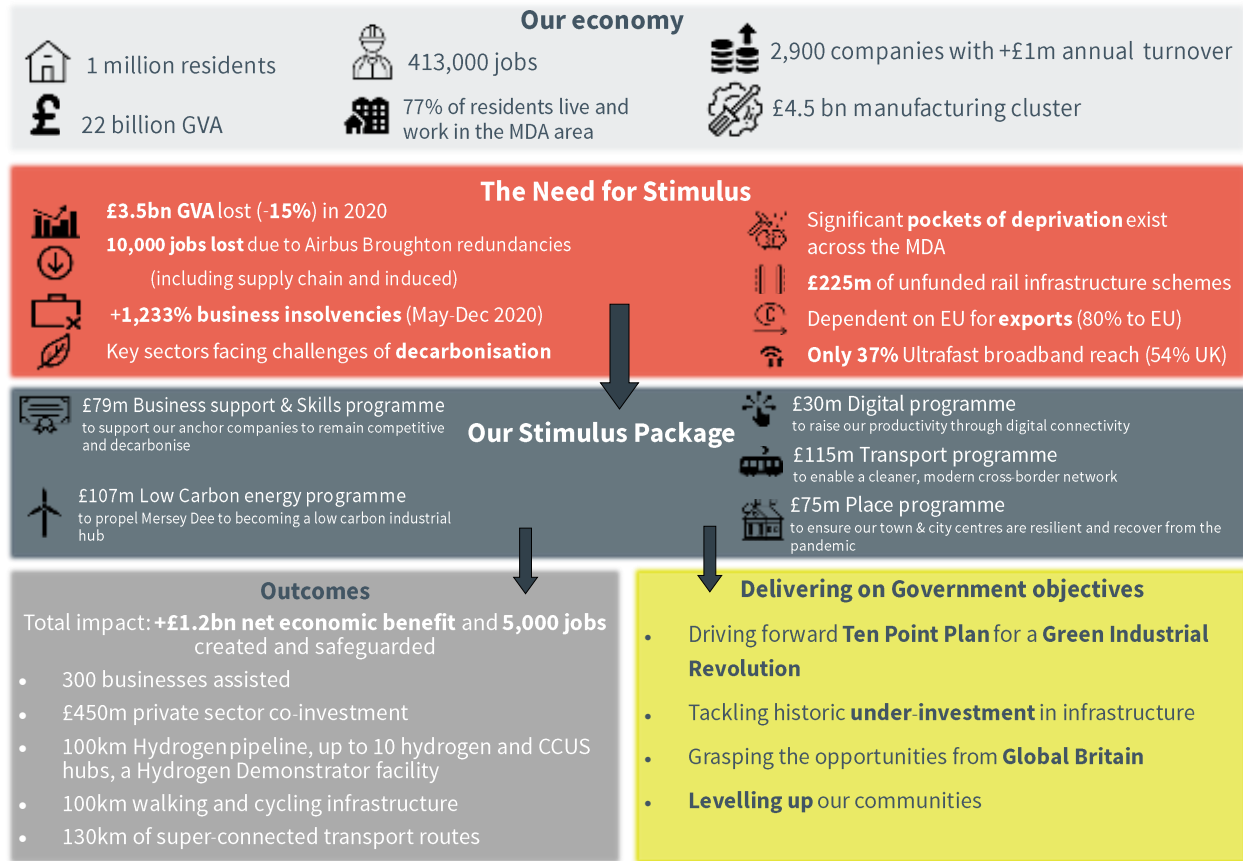 Our economy
1 million residents
413,000 jobs
2,900 companies with +£1m annual turnover
22 billion GVA
77% of residents live and
work in the MDA area
£4.5 bn manufacturing cluster
The Need for Stimulus
£3.5bn GVA lost (-15%) in 2020
10,000 jobs lost due to Airbus Broughton redundancies
(including supply chain and induced)
+1,233% business insolvencies (May-Dec 2020)
Key sectors facing challenges of decarbonisation
Significant pockets of deprivation exist
across the MDA
£225m of unfunded rail infrastructure schemes
Dependent on EU for exports (80% to EU)
Only 37% Ultrafast broadband reach (54% UK)
Our Stimulus Package
£79m Business support & Skills programme
to support our anchor companies to remain competitive
and decarbonise
£107m Low Carbon energy programme
to propel Mersey Dee to becoming a low carbon industrial
hub
£30m Digital programme
to raise our productivity through digital connectivity
£115m Transport programme
to enable a cleaner, modern cross-border network
£75m Place programme
to ensure our town & city centres are resilient and recover from the
pandemic
Outcomes
Total impact: +£1.2bn net economic benefit and 5,000 jobs
created and safeguarded
• 300 businesses assisted
• £450m private sector co-investment
• 100km Hydrogen pipeline, up to 10 hydrogen and CCUS
hubs, a Hydrogen Demonstrator facility
• 100km walking and cycling infrastructure
• 130km of super-connected transport routes
Delivering on Government objectives
• Driving forward Ten Point Plan for a Green Industrial
Revolution
• Tackling historic under-investment in infrastructure
• Grasping the opportunities from Global Britain
• Levelling up our communities